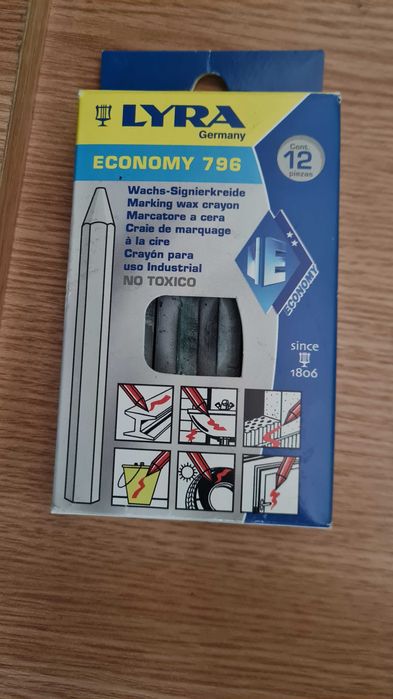 LYRA
Germany
ECONOMY 796
Cont.
12
piezas
Wachs-Signierkreide
Marking wax crayon
Marcatore a cera
Craie de marquage
à la cire
Crayón para
uso Industrial
NO TOXICO
ECONOMY
since
1806